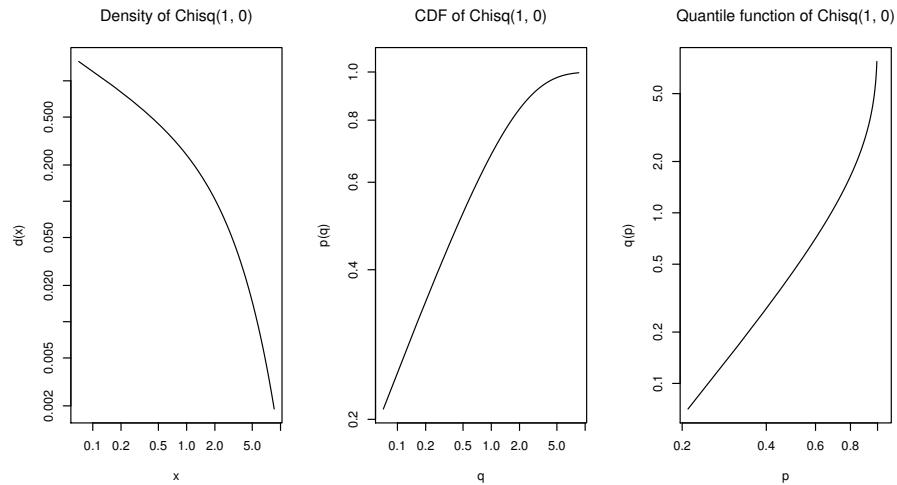 Density of Chisq(1, 0)
d(x)
0.500
0.200
0.050
0.020
0.005
0.002
0.1 0.2 0.5 1.0 2.0 5.0
x
CDF of Chisq(1, 0)
p(q)
1.0
0.8
0.6
0.4
0.2
0.1 0.2 0.5 1.0 2.0 5.0
q
Quantile function of Chisq(1, 0)
q(p)
5.0
2.0
1.0
0.5
0.2
0.1
0.2 0.4 0.6 0.8
p